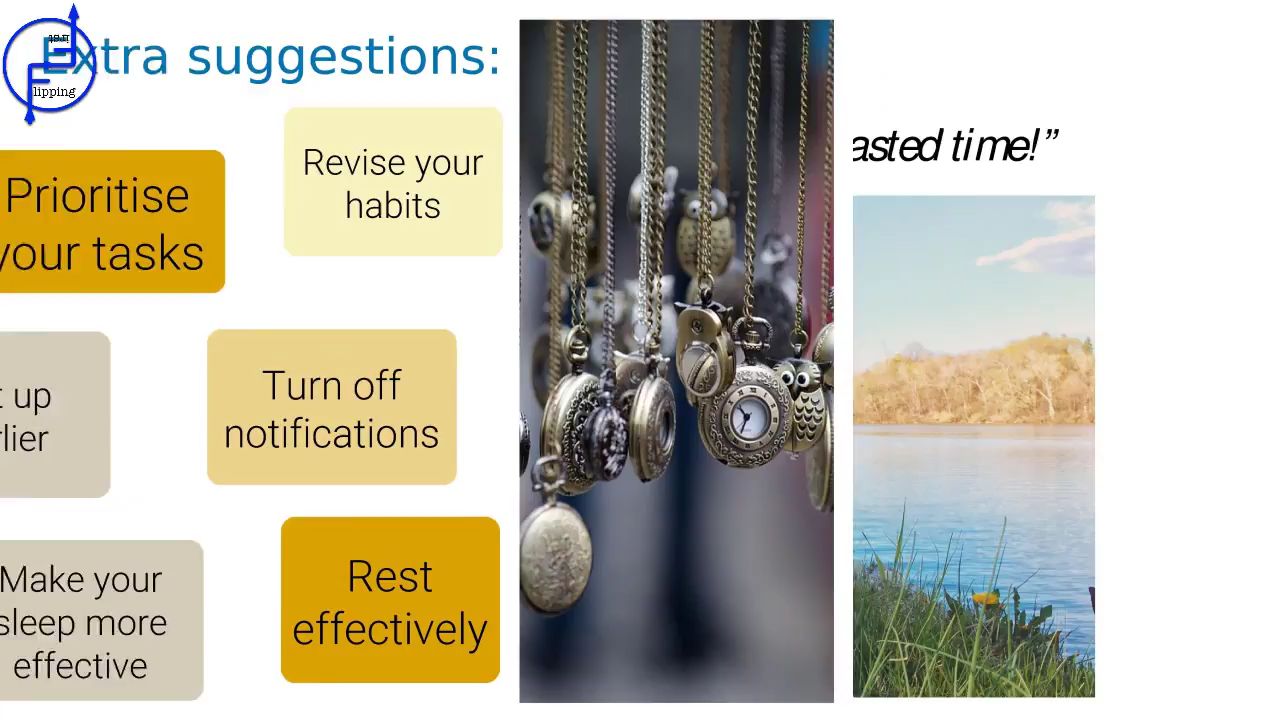 Extra suggestions:
Revise your
habits
Prioritise
your tasks
asted time!”
t up
rlier
Turn off
notifications
Make your
sleep more
effective
Rest
effectively
irst
lipping